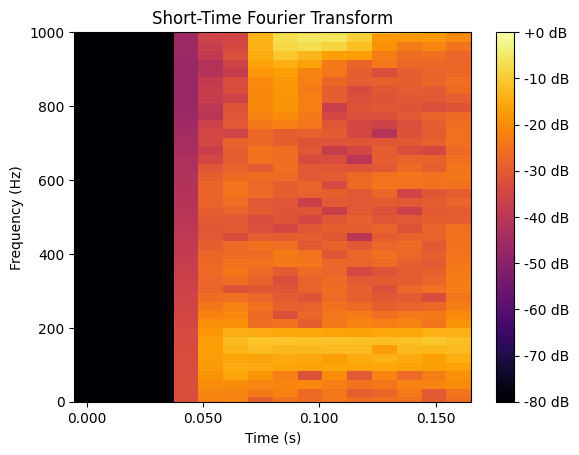 Short-Time Fourier Transform
1000
800
600
400
200
0
Frequency (Hz)
0.000
0.050
0.100
0.150
Time (s)
+0 dB
-10 dB
-20 dB
-30 dB
-40 dB
-50 dB
-60 dB
-70 dB
-80 dB